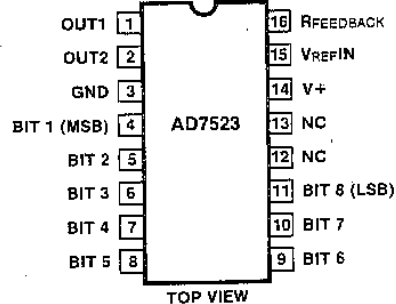 OUT1 1 16 RFEEDBACK
OUT2 2 15 VREFIN
GND 3 14 V+
BIT 1 (MSB) 4 AD7523 13 NC
BIT 2 5 12 NC
BIT 3 6 11 BIT 8 (LSB)
BIT 4 7 10 BIT 7
BIT 5 8 9 BIT 6
TOP VIEW